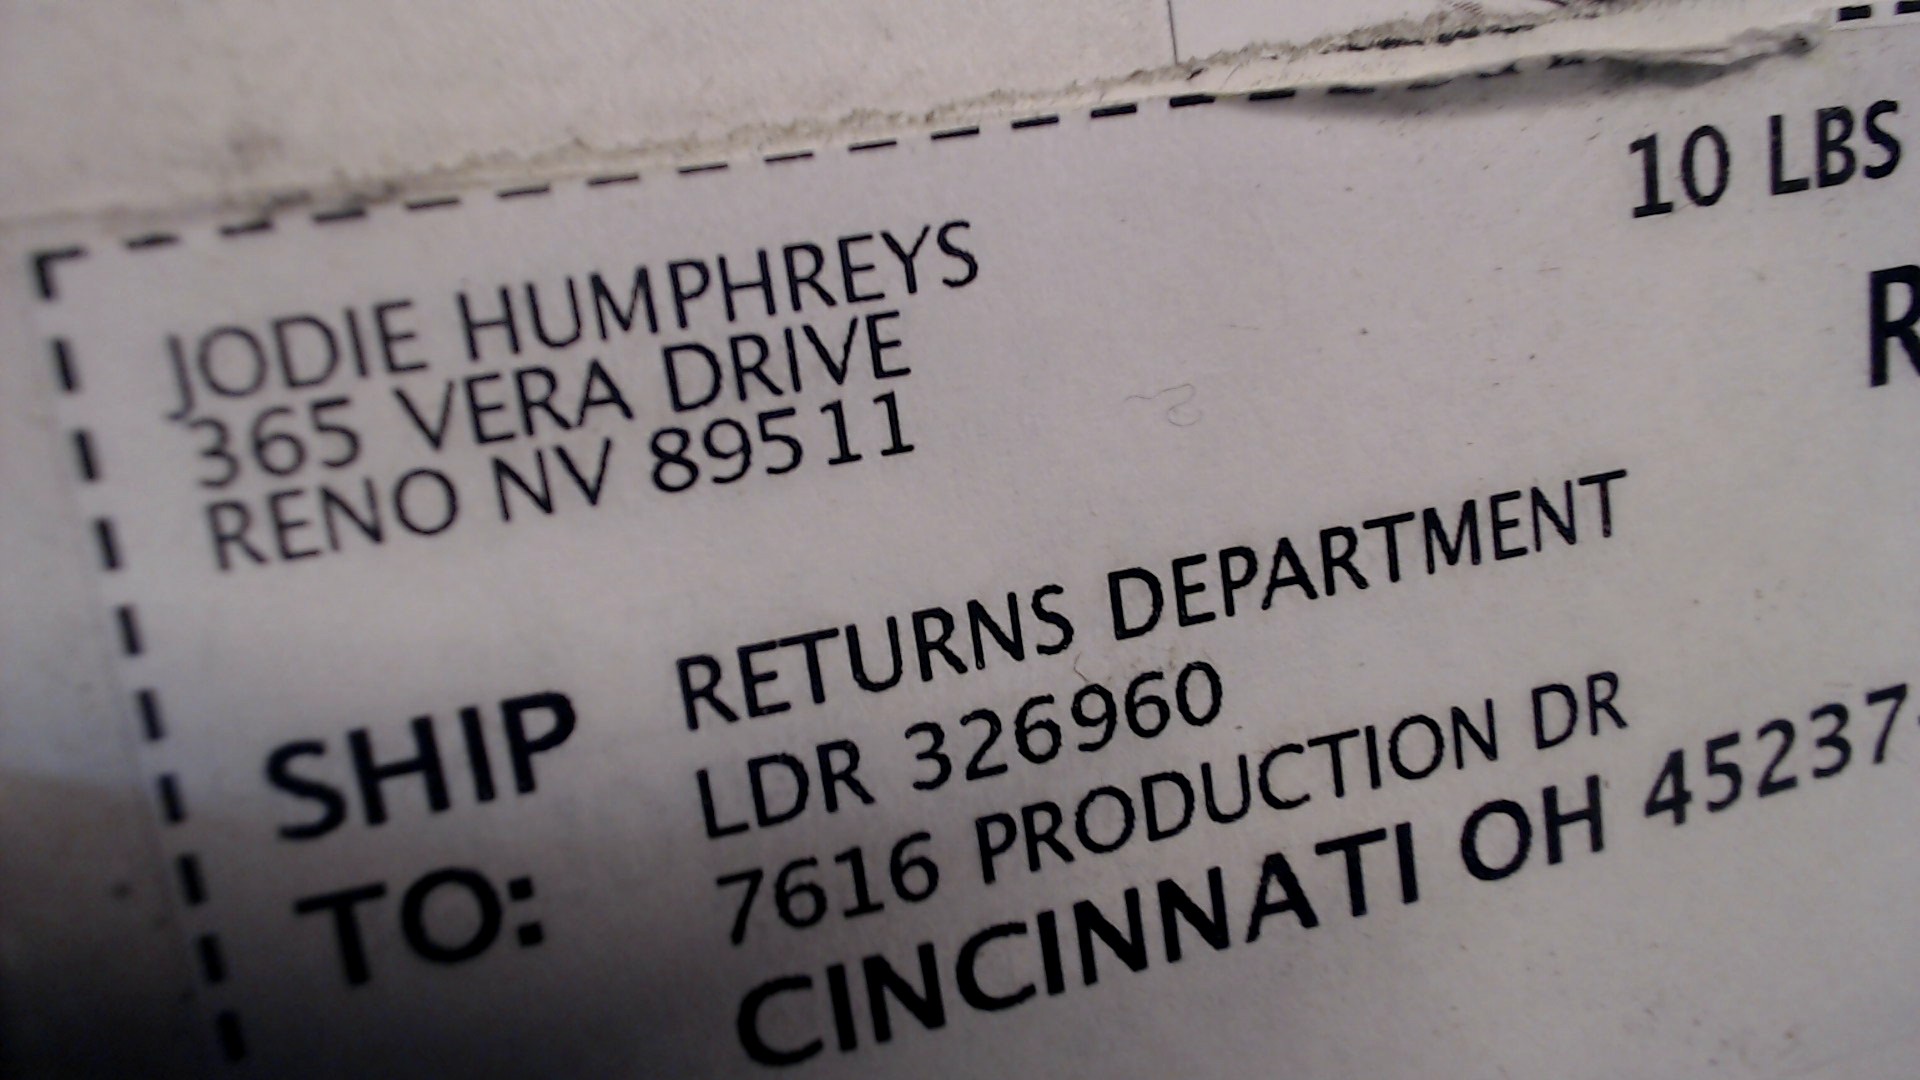 JODIE HUMPHREYS
365 VERA DRIVE
RENO NV 89511
10 LBS
R
SHIP
TO:
RETURNS DEPARTMENT
LDR 326960
7616 PRODUCTION DR
CINCINNATI OH 45237-